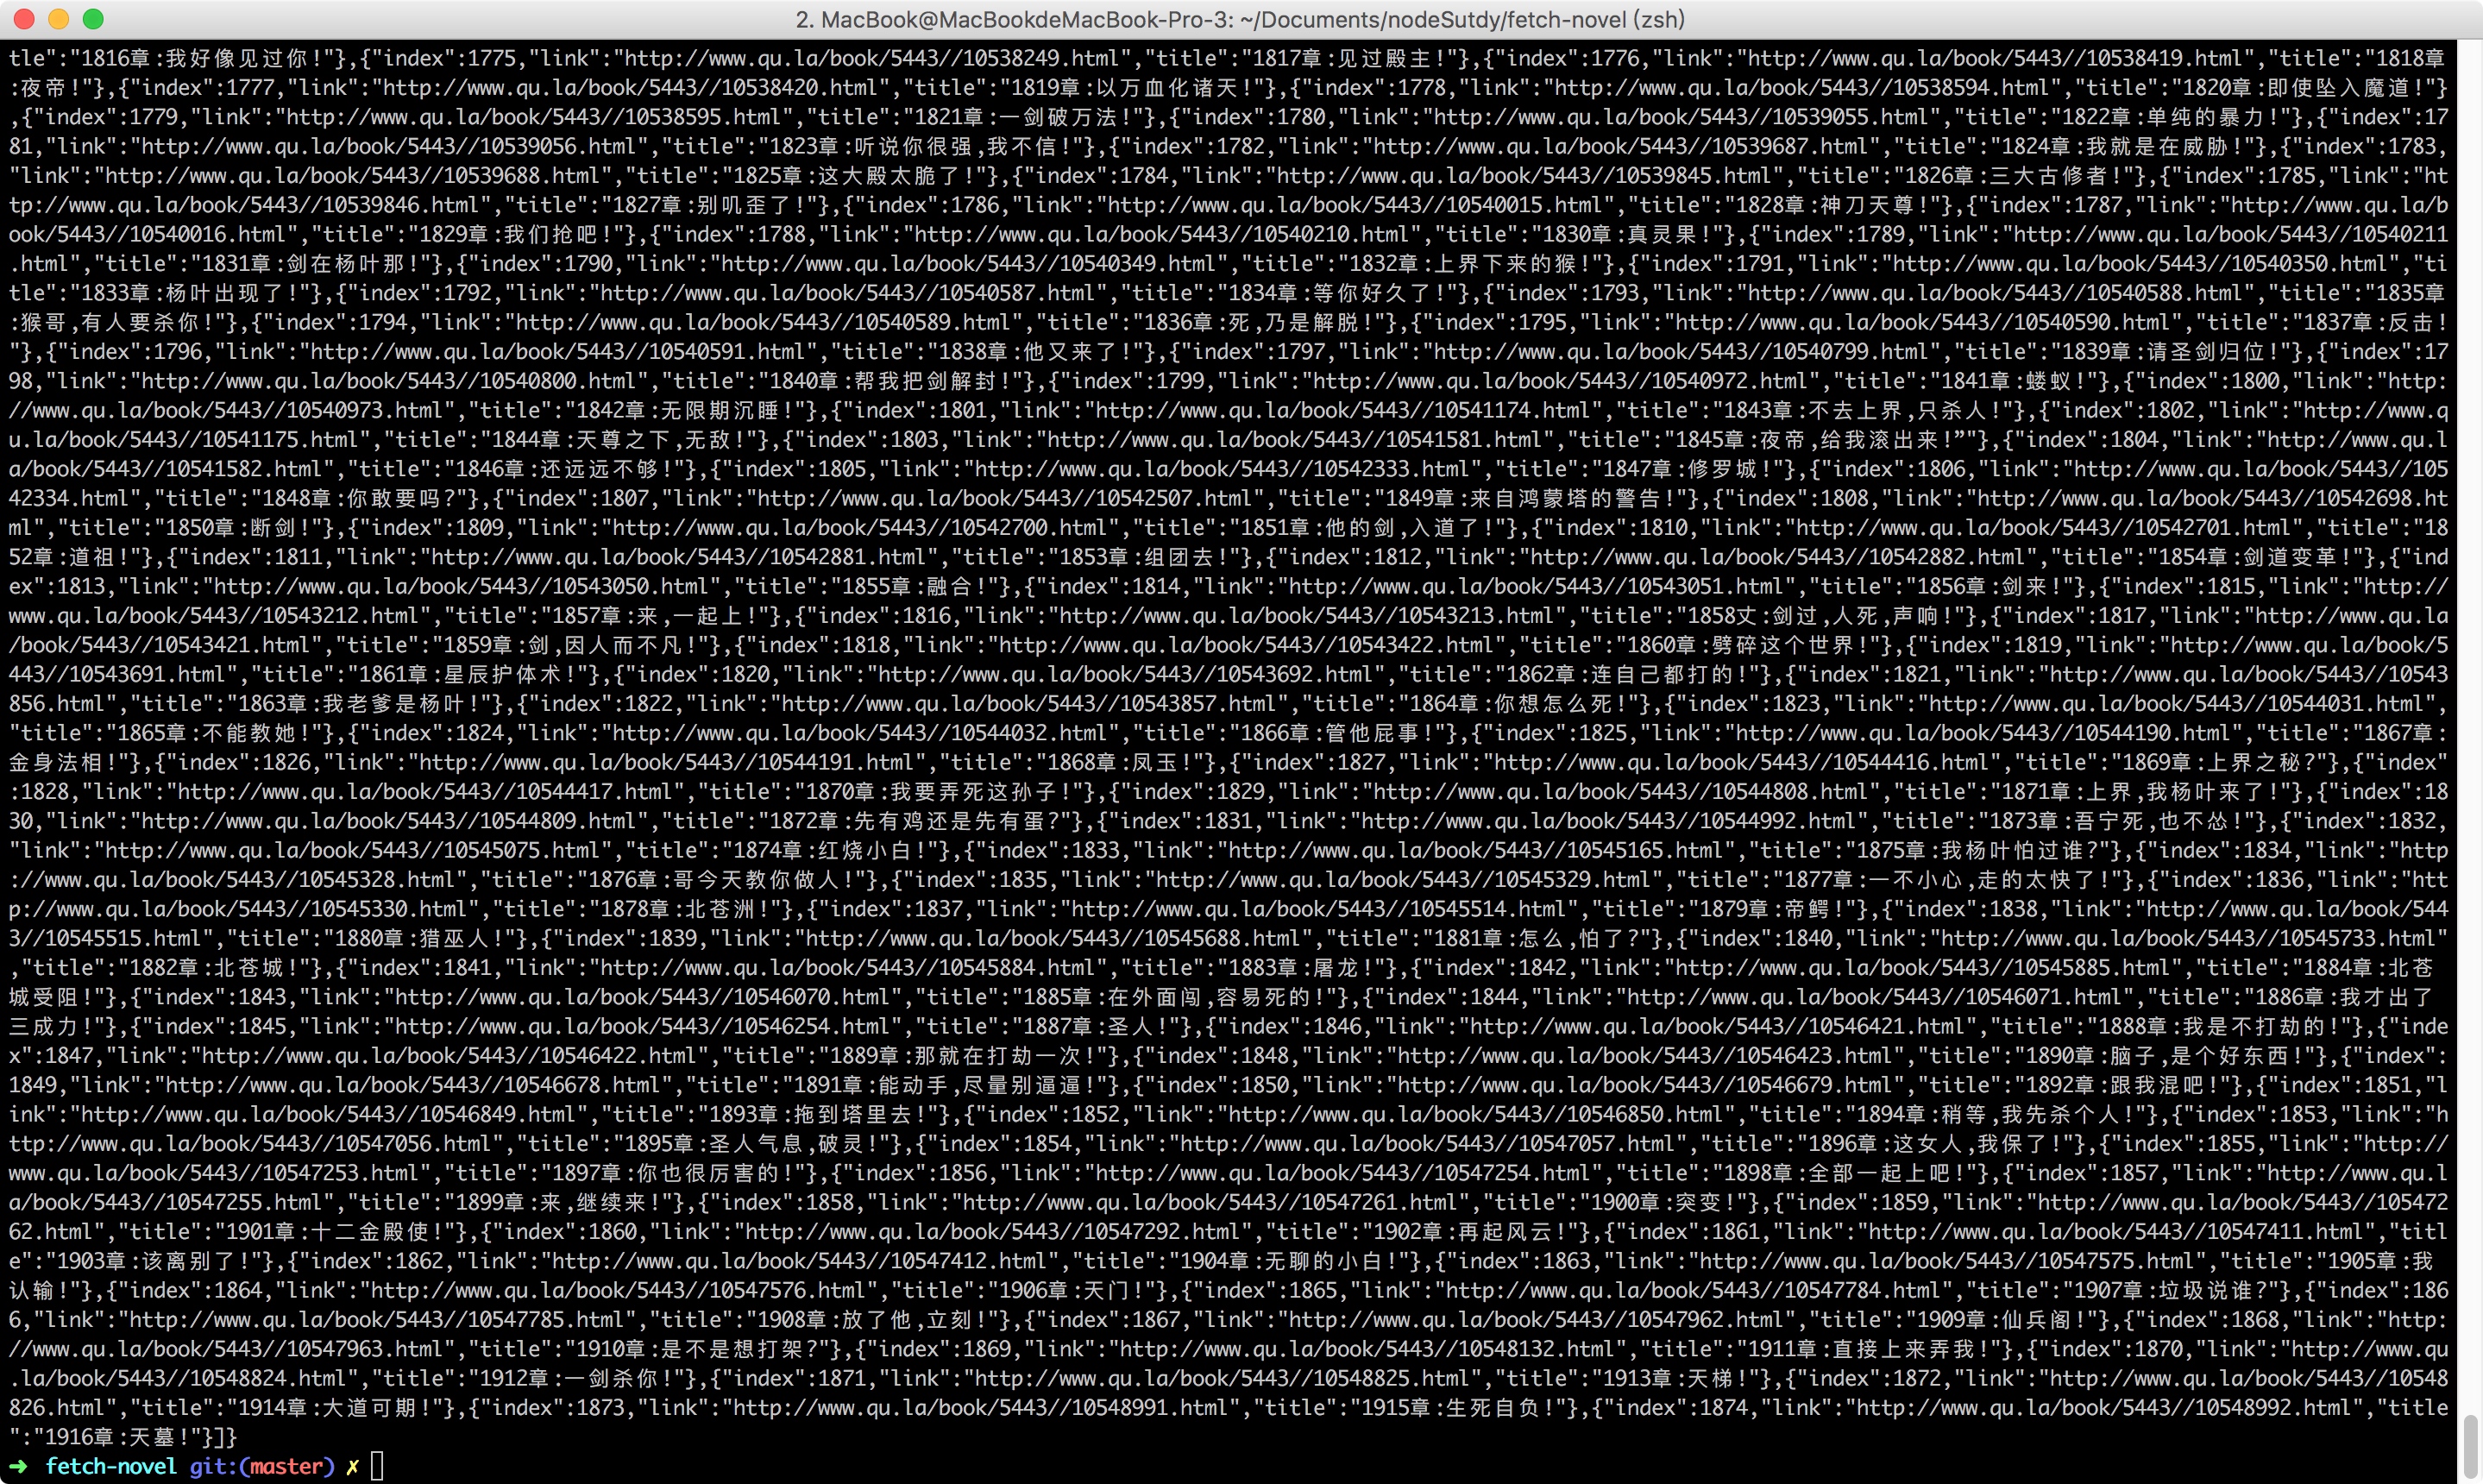 2. MacBook@MacBookdeMacBook-Pro-3: ~/Documents/nodeSutdy/fetch-novel (zsh)
tle":"1816章:我好像见过你!"},{"index":1775,"link":"http://www.qu.la/book/5443//10538249.html","title":"1817章:见过殿主!"},{"index":1776,"link":"http://www.qu.la/book/5443//10538419.html","title":"1818章
:夜帝!"},{"index":1777,"link":"http://www.qu.la/book/5443//10538420.html","title":"1819章:以万血化诸天!"},{"index":1778,"link":"http://www.qu.la/book/5443//10538594.html","title":"1820章:即使坠入魔道!"}
,{"index":1779,"link":"http://www.qu.la/book/5443//10538595.html","title":"1821章:一剑破万法!"},{"index":1780,"link":"http://www.qu.la/book/5443//10539055.html","title":"1822章:单纯的暴力!"},{"index":17
81,"link":"http://www.qu.la/book/5443//10539056.html","title":"1823章:听说你很强,我不信!"},{"index":1782,"link":"http://www.qu.la/book/5443//10539687.html","title":"1824章:我就是在威胁!"},{"index":1783,
"link":"http://www.qu.la/book/5443//10539688.html","title":"1825章:这大殿太脆了!"},{"index":1784,"link":"http://www.qu.la/book/5443//10539845.html","title":"1826章:三大古修者!"},{"index":1785,"link":"ht
tp://www.qu.la/book/5443//10539846.html","title":"1827章:别叽歪了!"},{"index":1786,"link":"http://www.qu.la/book/5443//10540015.html","title":"1828章:神刀天尊!"},{"index":1787,"link":"http://www.qu.la/b
ook/5443//10540016.html","title":"1829章:我们抢吧!"},{"index":1788,"link":"http://www.qu.la/book/5443//10540210.html","title":"1830章:真灵果!"},{"index":1789,"link":"http://www.qu.la/book/5443//10540211
.html","title":"1831章:剑在杨叶那!"},{"index":1790,"link":"http://www.qu.la/book/5443//10540349.html","title":"1832章:上界下来的猴!"},{"index":1791,"link":"http://www.qu.la/book/5443//10540350.html","ti
tle":"1833章:杨叶出现了!"},{"index":1792,"link":"http://www.qu.la/book/5443//10540587.html","title":"1834章:等你好久了!"},{"index":1793,"link":"http://www.qu.la/book/5443//10540588.html","title":"1835章
:猴哥,有人要杀你!"},{"index":1794,"link":"http://www.qu.la/book/5443//10540589.html","title":"1836章:死,乃是解脱!"},{"index":1795,"link":"http://www.qu.la/book/5443//10540590.html","title":"1837章:反击!
"},{"index":1796,"link":"http://www.qu.la/book/5443//10540591.html","title":"1838章:他又来了!"},{"index":1797,"link":"http://www.qu.la/book/5443//10540799.html","title":"1839章:请圣剑归位!"},{"index":17
98,"link":"http://www.qu.la/book/5443//10540800.html","title":"1840章:帮我把剑解封!"},{"index":1799,"link":"http://www.qu.la/book/5443//10540972.html","title":"1841章:蝼蚁!"},{"index":1800,"link":"http:
//www.qu.la/book/5443//10540973.html","title":"1842章:无限期沉睡!"},{"index":1801,"link":"http://www.qu.la/book/5443//10541174.html","title":"1843章:不去上界,只杀人!"},{"index":1802,"link":"http://www.q
u.la/book/5443//10541175.html","title":"1844章:天尊之下,无敌!"},{"index":1803,"link":"http://www.qu.la/book/5443//10541581.html","title":"1845章:夜帝,给我滚出来!”"},{"index":1804,"link":"http://www.qu.l
a/book/5443//10541582.html","title":"1846章:还远远不够!"},{"index":1805,"link":"http://www.qu.la/book/5443//10542333.html","title":"1847章:修罗城!"},{"index":1806,"link":"http://www.qu.la/book/5443//105
42334.html","title":"1848章:你敢要吗?"},{"index":1807,"link":"http://www.qu.la/book/5443//10542507.html","title":"1849章:来自鸿蒙塔的警告!"},{"index":1808,"link":"http://www.qu.la/book/5443//10542698.ht
ml","title":"1850章:断剑!"},{"index":1809,"link":"http://www.qu.la/book/5443//10542700.html","title":"1851章:他的剑,入道了!"},{"index":1810,"link":"http://www.qu.la/book/5443//10542701.html","title":"18
52章:道祖!"},{"index":1811,"link":"http://www.qu.la/book/5443//10542881.html","title":"1853章:组团去!"},{"index":1812,"link":"http://www.qu.la/book/5443//10542882.html","title":"1854章:剑道变革!"},{"ind
ex":1813,"link":"http://www.qu.la/book/5443//10543050.html","title":"1855章:融合!"},{"index":1814,"link":"http://www.qu.la/book/5443//10543051.html","title":"1856章:剑来!"},{"index":1815,"link":"http://
www.qu.la/book/5443//10543212.html","title":"1857章:来,一起上!"},{"index":1816,"link":"http://www.qu.la/book/5443//10543213.html","title":"1858丈:剑过,人死,声响!"},{"index":1817,"link":"http://www.qu.la
/book/5443//10543421.html","title":"1859章:剑,因人而不凡!"},{"index":1818,"link":"http://www.qu.la/book/5443//10543422.html","title":"1860章:劈碎这个世界!"},{"index":1819,"link":"http://www.qu.la/book/5
443//10543691.html","title":"1861章:星辰护体术!"},{"index":1820,"link":"http://www.qu.la/book/5443//10543692.html","title":"1862章:连自己都打的!"},{"index":1821,"link":"http://www.qu.la/book/5443//10543
856.html","title":"1863章:我老爹是杨叶!"},{"index":1822,"link":"http://www.qu.la/book/5443//10543857.html","title":"1864章:你想怎么死!"},{"index":1823,"link":"http://www.qu.la/book/5443//10544031.html",
"title":"1865章:不能教她!"},{"index":1824,"link":"http://www.qu.la/book/5443//10544032.html","title":"1866章:管他屁事!"},{"index":1825,"link":"http://www.qu.la/book/5443//10544190.html","title":"1867章:
金身法相!"},{"index":1826,"link":"http://www.qu.la/book/5443//10544191.html","title":"1868章:凤玉!"},{"index":1827,"link":"http://www.qu.la/book/5443//10544416.html","title":"1869章:上界之秘?"},{"index"
:1828,"link":"http://www.qu.la/book/5443//10544417.html","title":"1870章:我要弄死这孙子!"},{"index":1829,"link":"http://www.qu.la/book/5443//10544808.html","title":"1871章:上界,我杨叶来了!"},{"index":18
30,"link":"http://www.qu.la/book/5443//10544809.html","title":"1872章:先有鸡还是先有蛋?"},{"index":1831,"link":"http://www.qu.la/book/5443//10544992.html","title":"1873章:吾宁死,也不怂!"},{"index":1832,
"link":"http://www.qu.la/book/5443//10545075.html","title":"1874章:红烧小白!"},{"index":1833,"link":"http://www.qu.la/book/5443//10545165.html","title":"1875章:我杨叶怕过谁?"},{"index":1834,"link":"http
://www.qu.la/book/5443//10545328.html","title":"1876章:哥今天教你做人!"},{"index":1835,"link":"http://www.qu.la/book/5443//10545329.html","title":"1877章:一不小心,走的太快了!"},{"index":1836,"link":"htt
p://www.qu.la/book/5443//10545330.html","title":"1878章:北苍洲!"},{"index":1837,"link":"http://www.qu.la/book/5443//10545514.html","title":"1879章:帝鳄!"},{"index":1838,"link":"http://www.qu.la/book/544
3//10545515.html","title":"1880章:猎巫人!"},{"index":1839,"link":"http://www.qu.la/book/5443//10545688.html","title":"1881章:怎么,怕了?"},{"index":1840,"link":"http://www.qu.la/book/5443//10545733.html"
,"title":"1882章:北苍城!"},{"index":1841,"link":"http://www.qu.la/book/5443//10545884.html","title":"1883章:屠龙!"},{"index":1842,"link":"http://www.qu.la/book/5443//10545885.html","title":"1884章:北苍
城受阻!"},{"index":1843,"link":"http://www.qu.la/book/5443//10546070.html","title":"1885章:在外面闯,容易死的!"},{"index":1844,"link":"http://www.qu.la/book/5443//10546071.html","title":"1886章:我才出了
三成力!"},{"index":1845,"link":"http://www.qu.la/book/5443//10546254.html","title":"1887章:圣人!"},{"index":1846,"link":"http://www.qu.la/book/5443//10546421.html","title":"1888章:我是不打劫的!"},{"inde
x":1847,"link":"http://www.qu.la/book/5443//10546422.html","title":"1889章:那就在打劫一次!"},{"index":1848,"link":"http://www.qu.la/book/5443//10546423.html","title":"1890章:脑子,是个好东西!"},{"index":
1849,"link":"http://www.qu.la/book/5443//10546678.html","title":"1891章:能动手,尽量别逼逼!"},{"index":1850,"link":"http://www.qu.la/book/5443//10546679.html","title":"1892章:跟我混吧!"},{"index":1851,"l
ink":"http://www.qu.la/book/5443//10546849.html","title":"1893章:拖到塔里去!"},{"index":1852,"link":"http://www.qu.la/book/5443//10546850.html","title":"1894章:稍等,我先杀个人!"},{"index":1853,"link":"h
ttp://www.qu.la/book/5443//10547056.html","title":"1895章:圣人气息,破灵!"},{"index":1854,"link":"http://www.qu.la/book/5443//10547057.html","title":"1896章:这女人,我保了!"},{"index":1855,"link":"http://
www.qu.la/book/5443//10547253.html","title":"1897章:你也很厉害的!"},{"index":1856,"link":"http://www.qu.la/book/5443//10547254.html","title":"1898章:全部一起上吧!"},{"index":1857,"link":"http://www.qu.l
a/book/5443//10547255.html","title":"1899章:来,继续来!"},{"index":1858,"link":"http://www.qu.la/book/5443//10547261.html","title":"1900章:突变!"},{"index":1859,"link":"http://www.qu.la/book/5443//105472
62.html","title":"1901章:十二金殿使!"},{"index":1860,"link":"http://www.qu.la/book/5443//10547292.html","title":"1902章:再起风云!"},{"index":1861,"link":"http://www.qu.la/book/5443//10547411.html","titl
e":"1903章:该离别了!"},{"index":1862,"link":"http://www.qu.la/book/5443//10547412.html","title":"1904章:无聊的小白!"},{"index":1863,"link":"http://www.qu.la/book/5443//10547575.html","title":"1905章:我
认输!"},{"index":1864,"link":"http://www.qu.la/book/5443//10547576.html","title":"1906章:天门!"},{"index":1865,"link":"http://www.qu.la/book/5443//10547784.html","title":"1907章:垃圾说谁?"},{"index":186
6,"link":"http://www.qu.la/book/5443//10547785.html","title":"1908章:放了他,立刻!"},{"index":1867,"link":"http://www.qu.la/book/5443//10547962.html","title":"1909章:仙兵阁!"},{"index":1868,"link":"http:
//www.qu.la/book/5443//10547963.html","title":"1910章:是不是想打架?"},{"index":1869,"link":"http://www.qu.la/book/5443//10548132.html","title":"1911章:直接上来弄我!"},{"index":1870,"link":"http://www.qu
.la/book/5443//10548824.html","title":"1912章:一剑杀你!"},{"index":1871,"link":"http://www.qu.la/book/5443//10548825.html","title":"1913章:天梯!"},{"index":1872,"link":"http://www.qu.la/book/5443//10548
826.html","title":"1914章:大道可期!"},{"index":1873,"link":"http://www.qu.la/book/5443//10548991.html","title":"1915章:生死自负!"},{"index":1874,"link":"http://www.qu.la/book/5443//10548992.html","title
":"1916章:天墓!"}]}
➜ fetch-novel git:(master) ✗